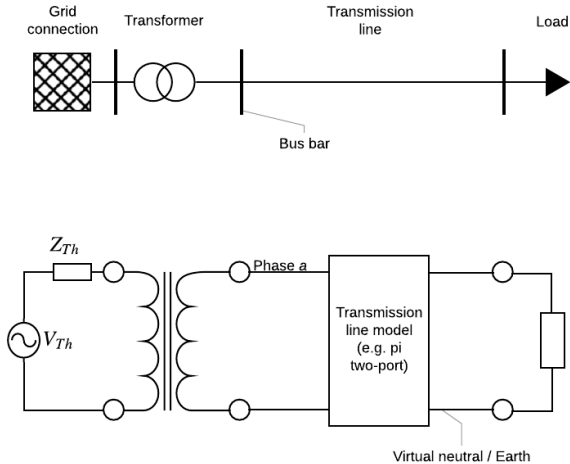 Grid
connection
Transformer
Transmission
line
Load
Bus bar
Z_Th
Phase a
V_Th
Transmission
line model
(e.g. pi
two-port)
Virtual neutral / Earth